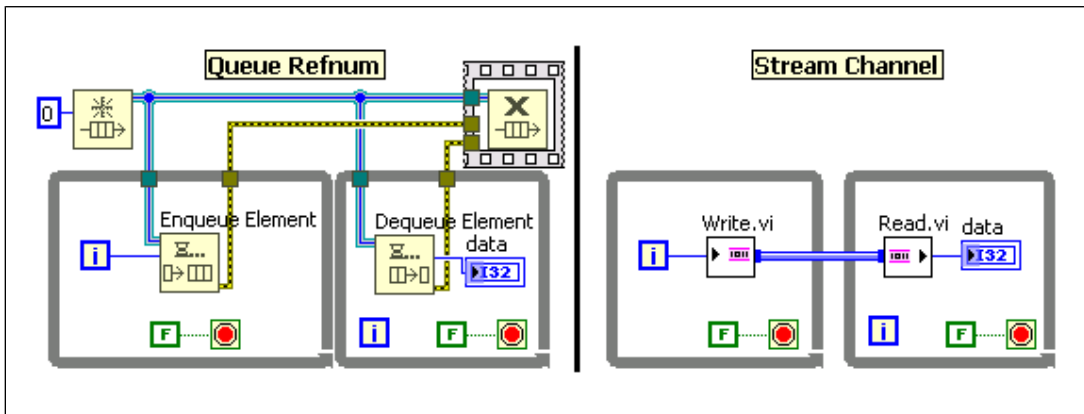 Queue Refnum
Stream Channel
0
Enqueue Element
Dequeue Element
data
i
I32
F
i
F
Write.vi
Read.vi
data
i
I32
F
i
F